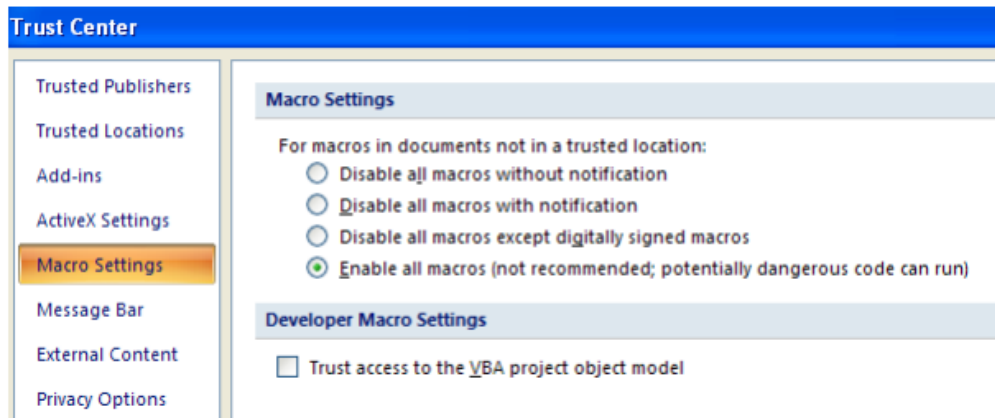 Trust Center
Trusted Publishers
Trusted Locations
Add-ins
ActiveX Settings
Macro Settings
Message Bar
External Content
Privacy Options
Macro Settings
For macros in documents not in a trusted location:
Disable all macros without notification
Disable all macros with notification
Disable all macros except digitally signed macros
Enable all macros (not recommended; potentially dangerous code can run)
Developer Macro Settings
Trust access to the VBA project object model